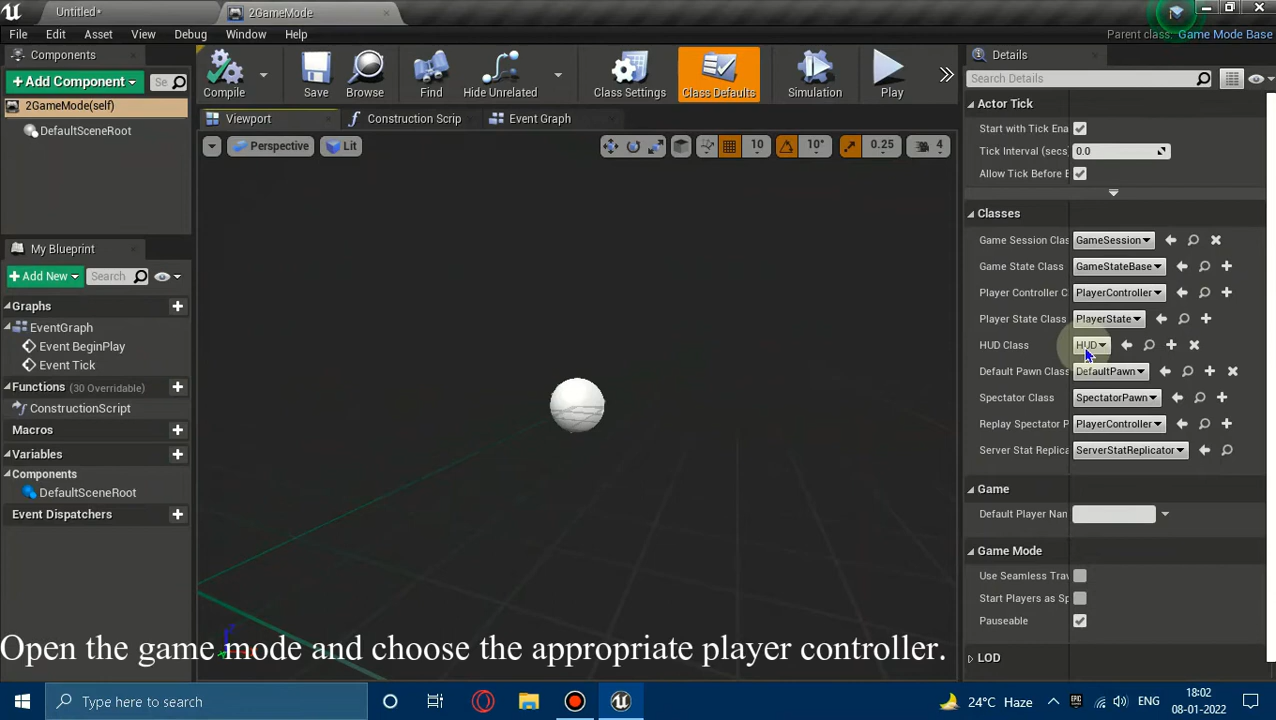 Untitled*
2GameMode
File Edit Asset View Debug Window Help
Parent class: Game Mode Base
Components
Details
+Add Component
Se
Search Details
2GameMode(self)
DefaultSceneRoot
Compile
Save
Browse
Find
Hide Unrelated
Class Settings
Class Defaults
Simulation
Play
Viewport
Construction Scrip
Event Graph
Perspective
Lit
10
10°
0.25
4
Actor Tick
Start with Tick Ena
Tick Interval (secs
0.0
Allow Tick Before B
Classes
Game Session Clas
GameSession
Game State Class
GameStateBase
Player Controller C
PlayerController
Player State Class
PlayerState
HUD Class
HUD
Default Pawn Class
DefaultPawn
Spectator Class
SpectatorPawn
Replay Spectator P
PlayerController
Server Stat Replica
ServerStatReplicator
Game
Default Player Nan
Game Mode
Use Seamless Trav
Start Players as Sp
Pauseable
LOD
My Blueprint
+Add New
Search
Graphs
EventGraph
Event BeginPlay
Event Tick
Functions (30 Overridable)
ConstructionScript
Macros
Variables
Components
DefaultSceneRoot
Event Dispatchers
Open the game mode and choose the appropriate player controller.
Type here to search
24°C Haze
ENG
18:02
08-01-2022